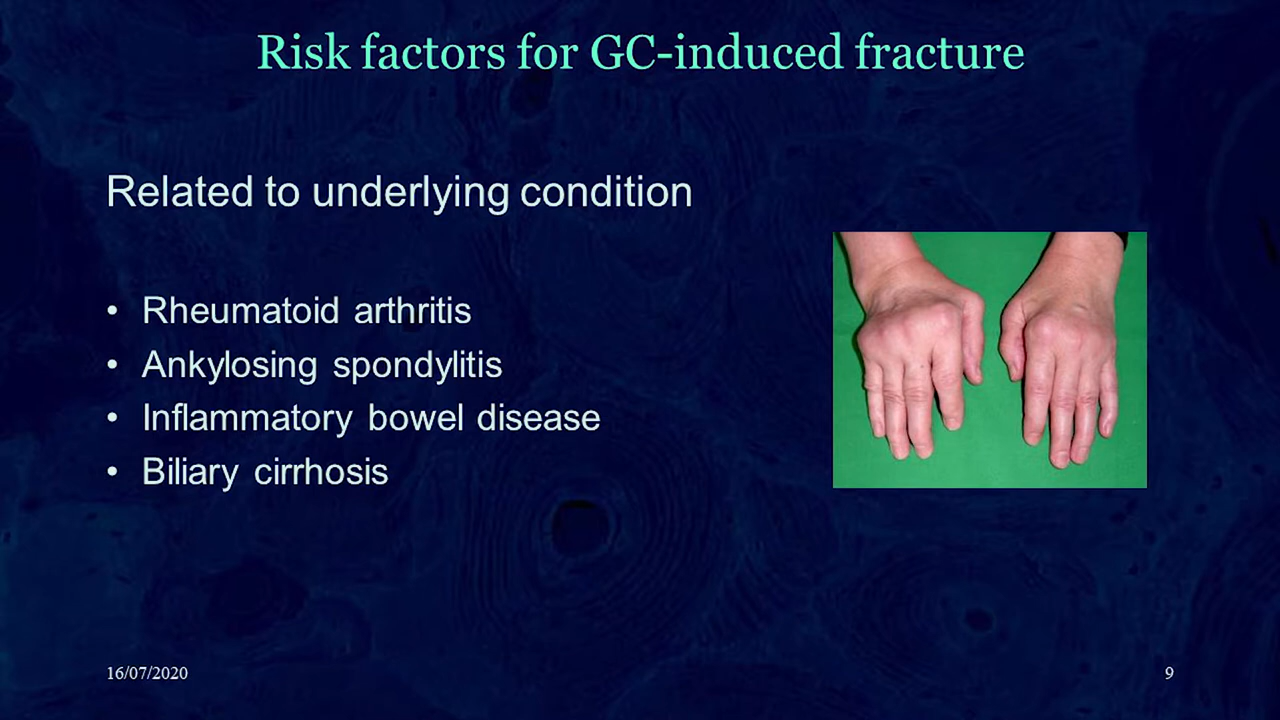 Risk factors for GC-induced fracture
Related to underlying condition
• Rheumatoid arthritis
• Ankylosing spondylitis
• Inflammatory bowel disease
• Biliary cirrhosis
16/07/2020
9